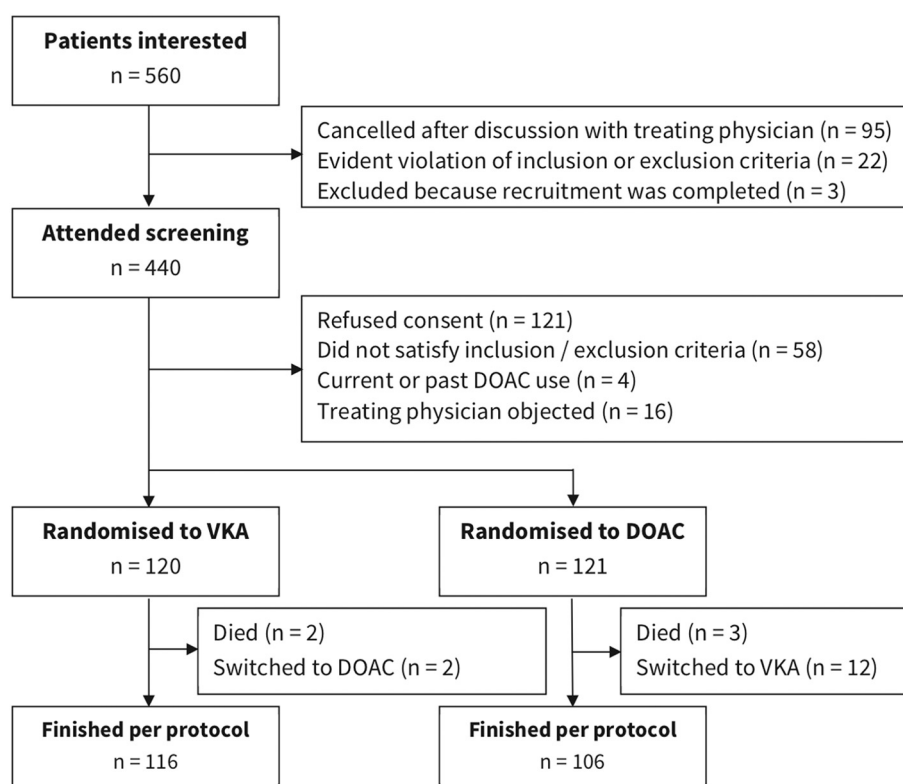 Patients interested
n = 560
Cancelled after discussion with treating physician (n = 95)
Evident violation of inclusion or exclusion criteria (n = 22)
Excluded because recruitment was completed (n = 3)
Attended screening
n = 440
Refused consent (n = 121)
Did not satisfy inclusion / exclusion criteria (n = 58)
Current or past DOAC use (n = 4)
Treating physician objected (n = 16)
Randomised to VKA
n = 120
Randomised to DOAC
n = 121
Died (n = 2)
Switched to DOAC (n = 2)
Died (n = 3)
Switched to VKA (n = 12)
Finished per protocol
n = 116
Finished per protocol
n = 106